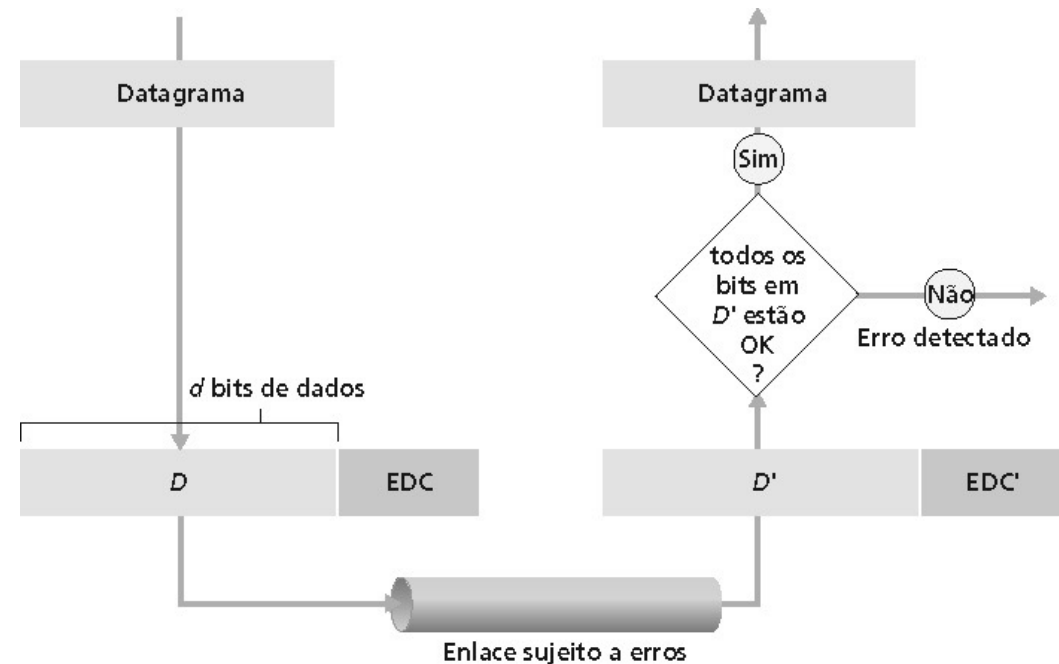 Datagrama
Datagrama
Sim
todos os
bits em
D' estão
OK
?
Não
Erro detectado
d bits de dados
D
EDC
D'
EDC'
Enlace sujeito a erros